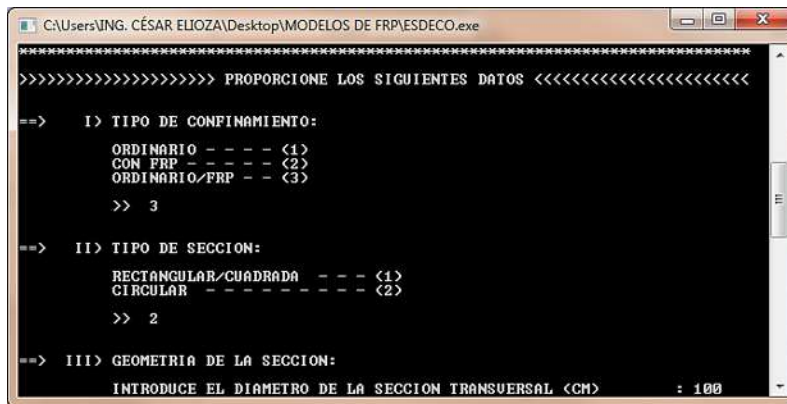 C:\Users\ING. CÉSAR ELIOZA\Desktop\MODELOS DE FRP\ESDECO.exe
*****************************************************************************
>>>>>>>>>>>>>>>>>>>>> PROPORCIONE LOS SIGUIENTES DATOS <<<<<<<<<<<<<<<<<<<<<<<
==> I) TIPO DE CONFINAMIENTO:
ORDINARIO - - - - (1)
CON FRP - - - - - (2)
ORDINARIO/FRP - - (3)
>> 3
==> II) TIPO DE SECCION:
RECTANGULAR/CUADRADA - - - (1)
CIRCULAR - - - - - - - - - (2)
>> 2
==> III) GEOMETRIA DE LA SECCION:
INTRODUCE EL DIAMETRO DE LA SECCION TRANSVERSAL (CM) : 100